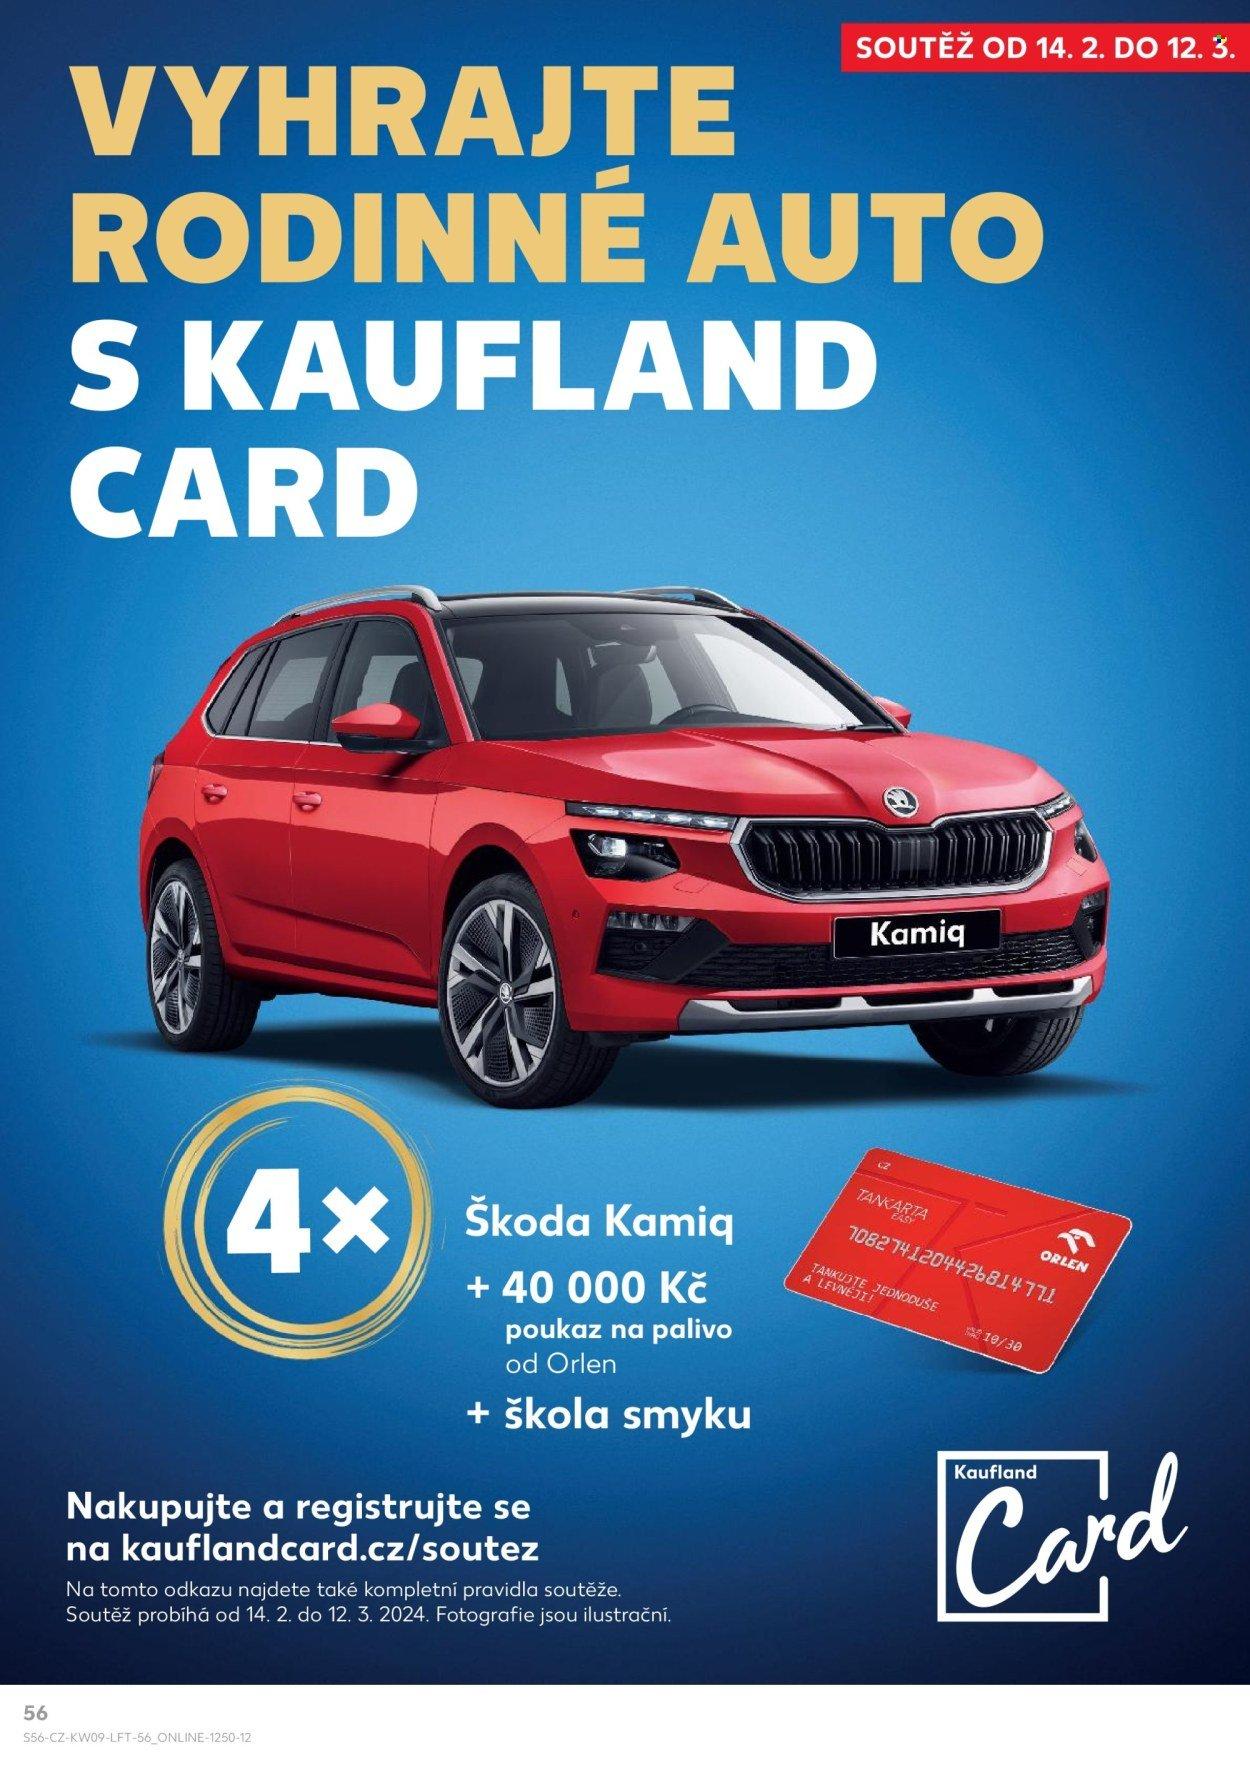 SOUTĚŽ OD 14. 2. DO 12. 3.
VYHRAJTE
RODINNÉ AUTO
S KAUFLAND
CARD
Kamiq
4×
Škoda Kamiq
+ 40 000 Kč
poukaz na palivo
od Orlen
+ škola smyku
CZ
TANKARTA
EASY
7082741204426814771
ORLEN
TANKUJTE JEDNODUŠE
A LEVNĚJI!
10/30
Nakupujte a registrujte se
na kauflandcard.cz/soutez
Na tomto odkazu najdete také kompletní pravidla soutěže.
Soutěž probíhá od 14. 2. do 12. 3. 2024. Fotografie jsou ilustrační.
Kaufland
Card
56
S56-CZ-KW09-LFT-56_ONLINE-1250-12